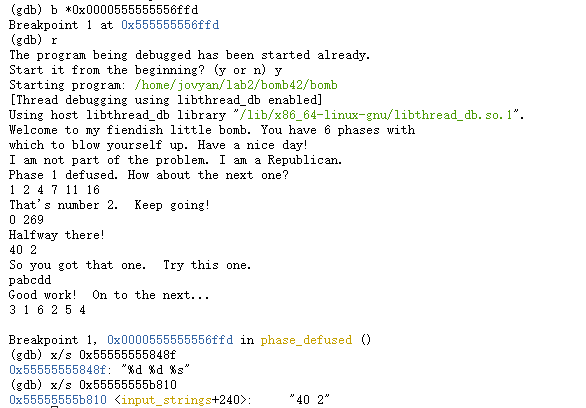 (gdb) b *0x0000555555556ffd
Breakpoint 1 at 0x555555556ffd
(gdb) r
The program being debugged has been started already.
Start it from the beginning? (y or n) y
Starting program: /home/jovyan/lab2/bomb42/bomb
[Thread debugging using libthread_db enabled]
Using host libthread_db library "/lib/x86_64-linux-gnu/libthread_db.so.1".
Welcome to my fiendish little bomb. You have 6 phases with
which to blow yourself up. Have a nice day!
I am not part of the problem. I am a Republican.
Phase 1 defused. How about the next one?
1 2 4 7 11 16
That's number 2.  Keep going!
0 269
Halfway there!
40 2
So you got that one.  Try this one.
pabcdd
Good work!  On to the next...
3 1 6 2 5 4

Breakpoint 1, 0x0000555555556ffd in phase_defused ()
(gdb) x/s 0x55555555848f
0x55555555848f: "%d %d %s"
(gdb) x/s 0x55555555b810
0x55555555b810 <input_strings+240>:     "40 2"